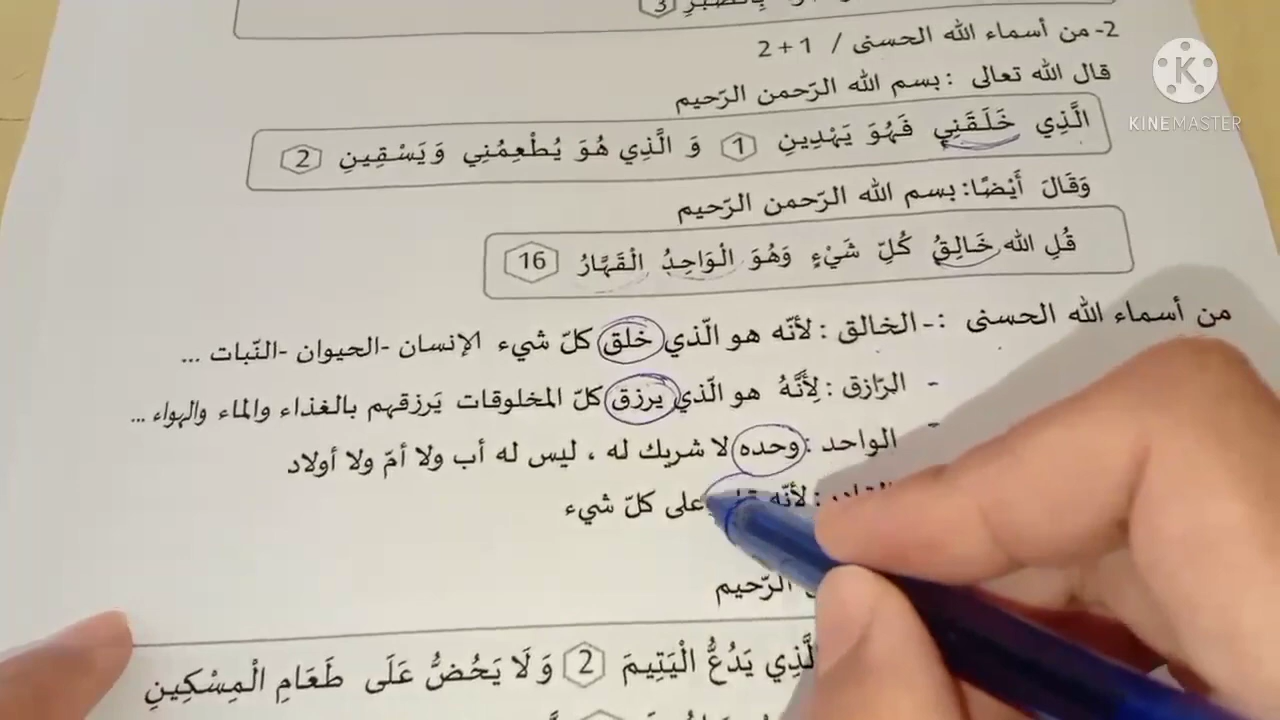 بِالصَّبْرِ 3
2- من أسماء الله الحسنى / 1 + 2
قال الله تعالى : بسم الله الرّحمن الرّحيم
الَّذِي خَلَقَنِي فَهُوَ يَهْدِينِ 1 وَ الَّذِي هُوَ يُطْعِمُنِي وَيَسْقِينِ 2
وَقَالَ أَيْضًا: بسم الله الرّحمن الرّحيم
قُلِ الله خَالِقُ كُلِّ شَيْءٍ وَهُوَ الْوَاحِدُ الْقَهَّارُ 16
من أسماء الله الحسنى :- الخالق : لأنّه هو الّذي خلق كلّ شيء الإنسان -الحيوان -النّبات ...
- الرّازق : لِأَنَّهُ هو الّذي يرزق كلّ المخلوقات يَرزقهم بالغذاء والماء والهواء ...
- الواحد : وحده لا شريك له ، ليس له أب ولا أمّ ولا أولاد
: لأنّه على كلّ شيء
الرّحيم
الَّذِي يَدُعُّ الْيَتِيمَ 2 وَلَا يَحُضُّ عَلَى طَعَامِ الْمِسْكِينِ
K
KINEMASTER